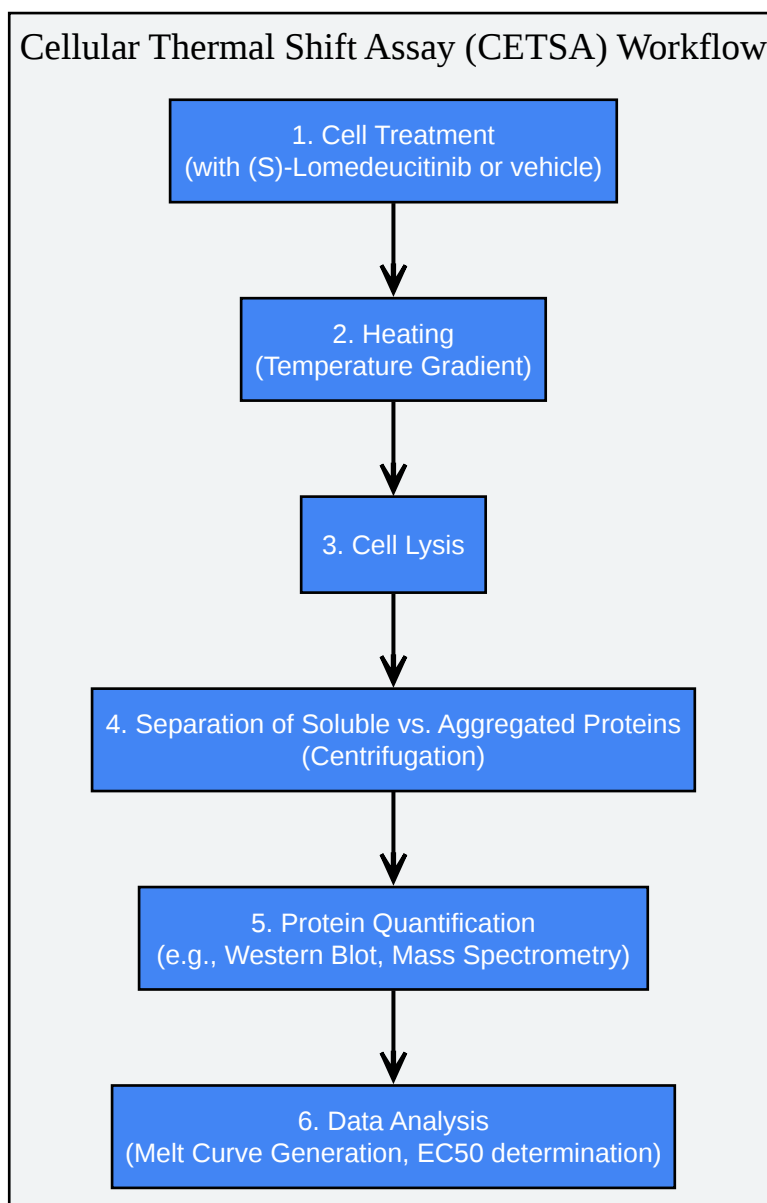 Cellular Thermal Shift Assay (CETSA) Workflow
1. Cell Treatment
(with (S)-Lomedeucitinib or vehicle)
2. Heating
(Temperature Gradient)
3. Cell Lysis
4. Separation of Soluble vs. Aggregated Proteins
(Centrifugation)
5. Protein Quantification
(e.g., Western Blot, Mass Spectrometry)
6. Data Analysis
(Melt Curve Generation, EC50 determination)